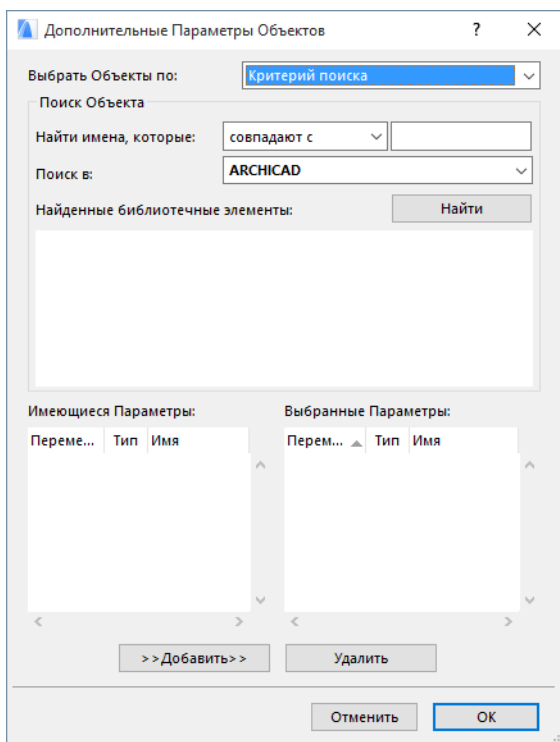 Дополнительные Параметры Объектов ?
Выбрать Объекты по: Критерий поиска
Поиск Объекта
Найти имена, которые: совпадают с
Поиск в: ARCHICAD
Найденные библиотечные элементы: Найти
Имеющиеся Параметры: Выбранные Параметры:
Переме... Тип Имя Перем... Тип Имя
>>Добавить>> Удалить
Отменить OK